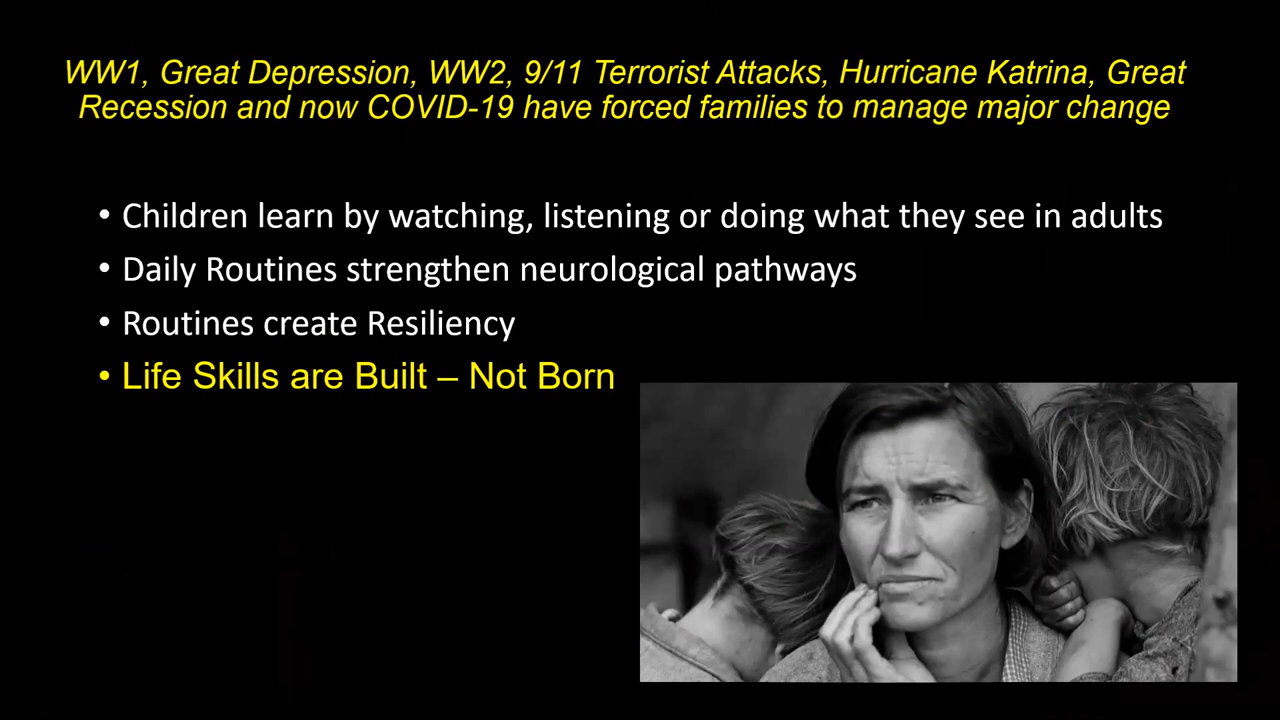 WW1, Great Depression, WW2, 9/11 Terrorist Attacks, Hurricane Katrina, Great
Recession and now COVID-19 have forced families to manage major change
• Children learn by watching, listening or doing what they see in adults
• Daily Routines strengthen neurological pathways
• Routines create Resiliency
• Life Skills are Built – Not Born